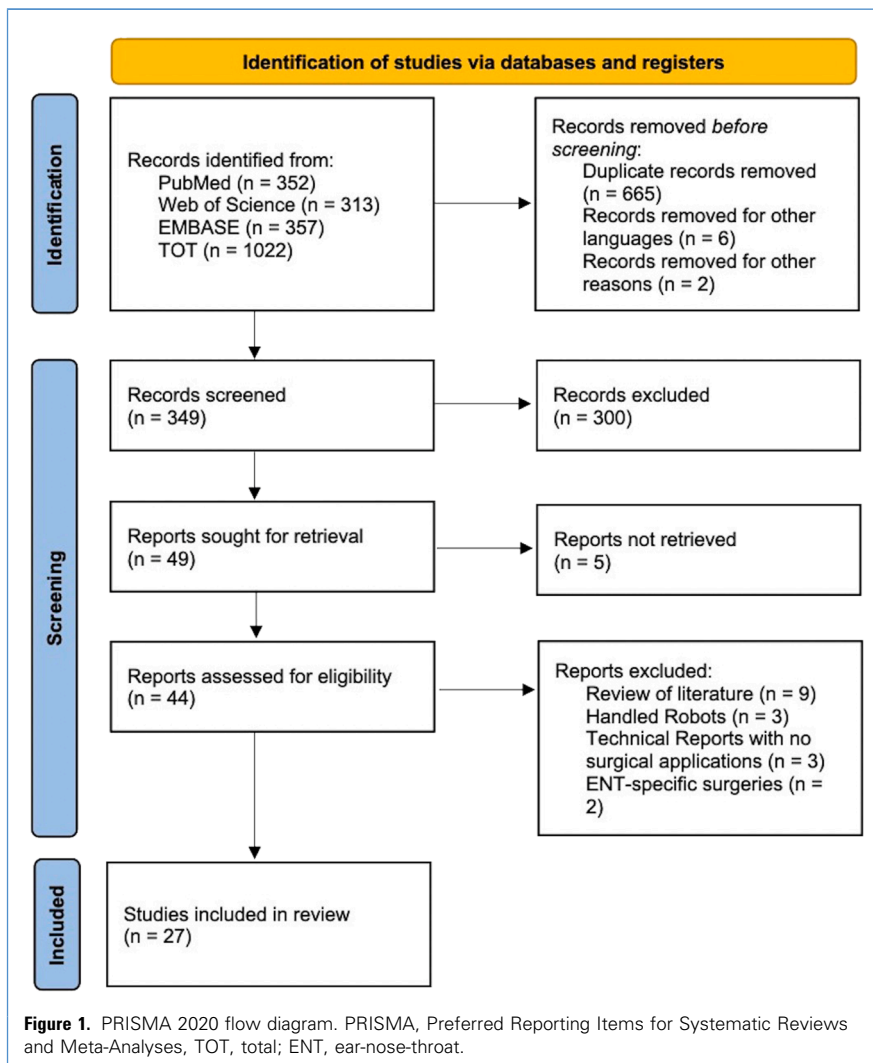 Identification of studies via databases and registers
Identification
Records identified from:
PubMed (n = 352)
Web of Science (n = 313)
EMBASE (n = 357)
TOT (n = 1022)
Records removed before
screening:
Duplicate records removed
(n = 665)
Records removed for other
languages (n = 6)
Records removed for other
reasons (n = 2)
Screening
Records screened
(n = 349)
Records excluded
(n = 300)
Reports sought for retrieval
(n = 49)
Reports not retrieved
(n = 5)
Reports assessed for eligibility
(n = 44)
Reports excluded:
Review of literature (n = 9)
Handled Robots (n = 3)
Technical Reports with no
surgical applications (n = 3)
ENT-specific surgeries (n =
2)
Included
Studies included in review
(n = 27)
Figure 1. PRISMA 2020 flow diagram. PRISMA, Preferred Reporting Items for Systematic Reviews
and Meta-Analyses, TOT, total; ENT, ear-nose-throat.